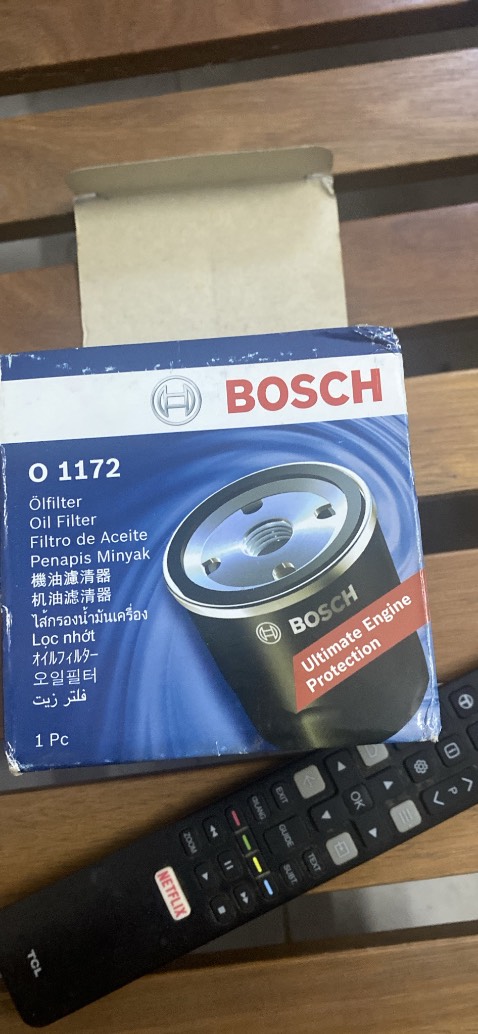 BOSCH
O 1172
Ölfilter
Oil Filter
Filtro de Aceite
Penapis Minyak
機油濾清器
机油滤清器
ไส้กรองน้ำมันเครื่อง
Lọc nhớt
オイルフィルター
오일필터
فلتر زيت
1 Pc
BOSCH
Ultimate Engine
Protection
P
EXIT
OK
GLANG
GUIDE
ZOOM
SUBT
TEXT
NETFLIX
TCL